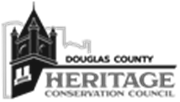 DOUGLAS COUNTY
HERITAGE
CONSERVATION COUNCIL